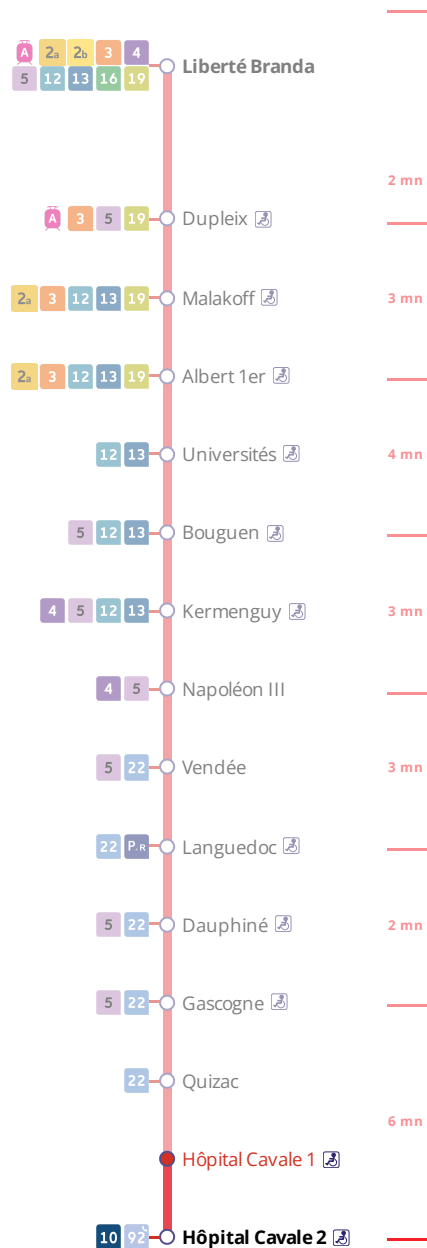 A 2a 2b 3 4
5 12 13 16 19
Liberté Branda
2 mn
A 3 5 19 Dupleix
2a 3 12 13 19 Malakoff 3 mn
2a 3 12 13 19 Albert 1er
12 13 Universités 4 mn
5 12 13 Bouguen
4 5 12 13 Kermenguy 3 mn
4 5 Napoléon III
5 22 Vendée 3 mn
22 P+R Languedoc
5 22 Dauphiné 2 mn
5 22 Gascogne
22 Quizac
6 mn
Hôpital Cavale 1
10 92 Hôpital Cavale 2